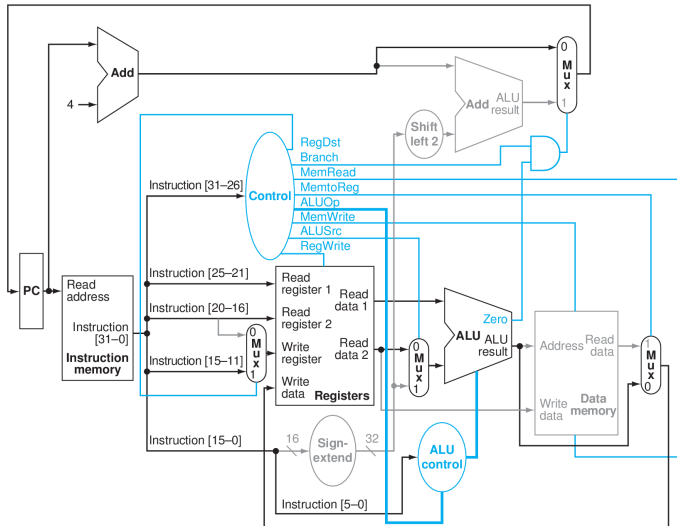 0
M
u
x
1
Add
4
Add ALU
result
Shift
left 2
RegDst
Branch
MemRead
MemtoReg
ALUOp
MemWrite
ALUSrc
RegWrite
Control
Instruction [31–26]
Instruction [25–21]
Instruction [20–16]
Instruction [15–11]
Instruction [15–0]
Instruction [5–0]
PC
Read
address
Instruction
[31–0]
Instruction
memory
0
M
u
x
1
Read
register 1
Read
register 2
Write
register
Write
data
Read
data 1
Read
data 2
Registers
0
M
u
x
1
Zero
ALU ALU
result
Address
Write
data
Read
data
Data
memory
1
M
u
x
0
16
Sign-
extend
32
ALU
control